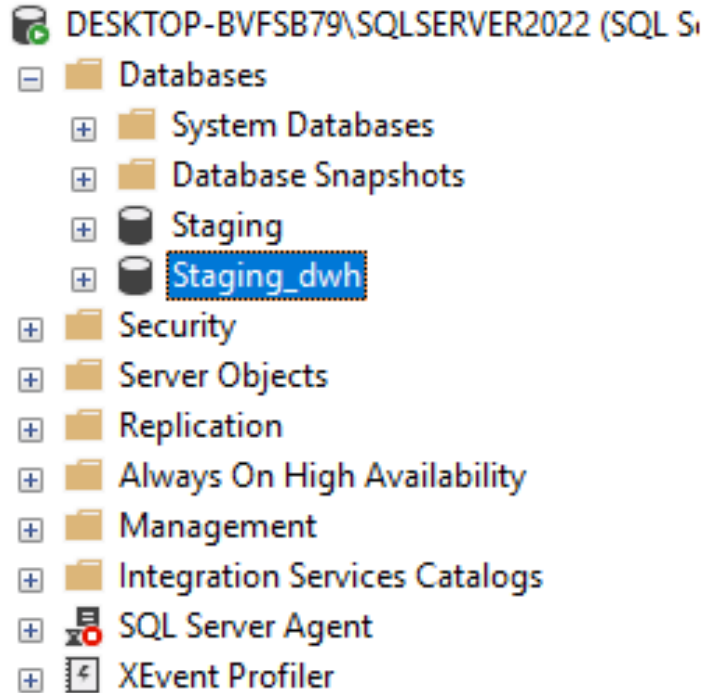 DESKTOP-BVFSB79\SQLSERVER2022 (SQL
Databases
System Databases
Database Snapshots
Staging
Staging_dwh
Security
Server Objects
Replication
Always On High Availability
Management
Integration Services Catalogs
SQL Server Agent
XEvent Profiler